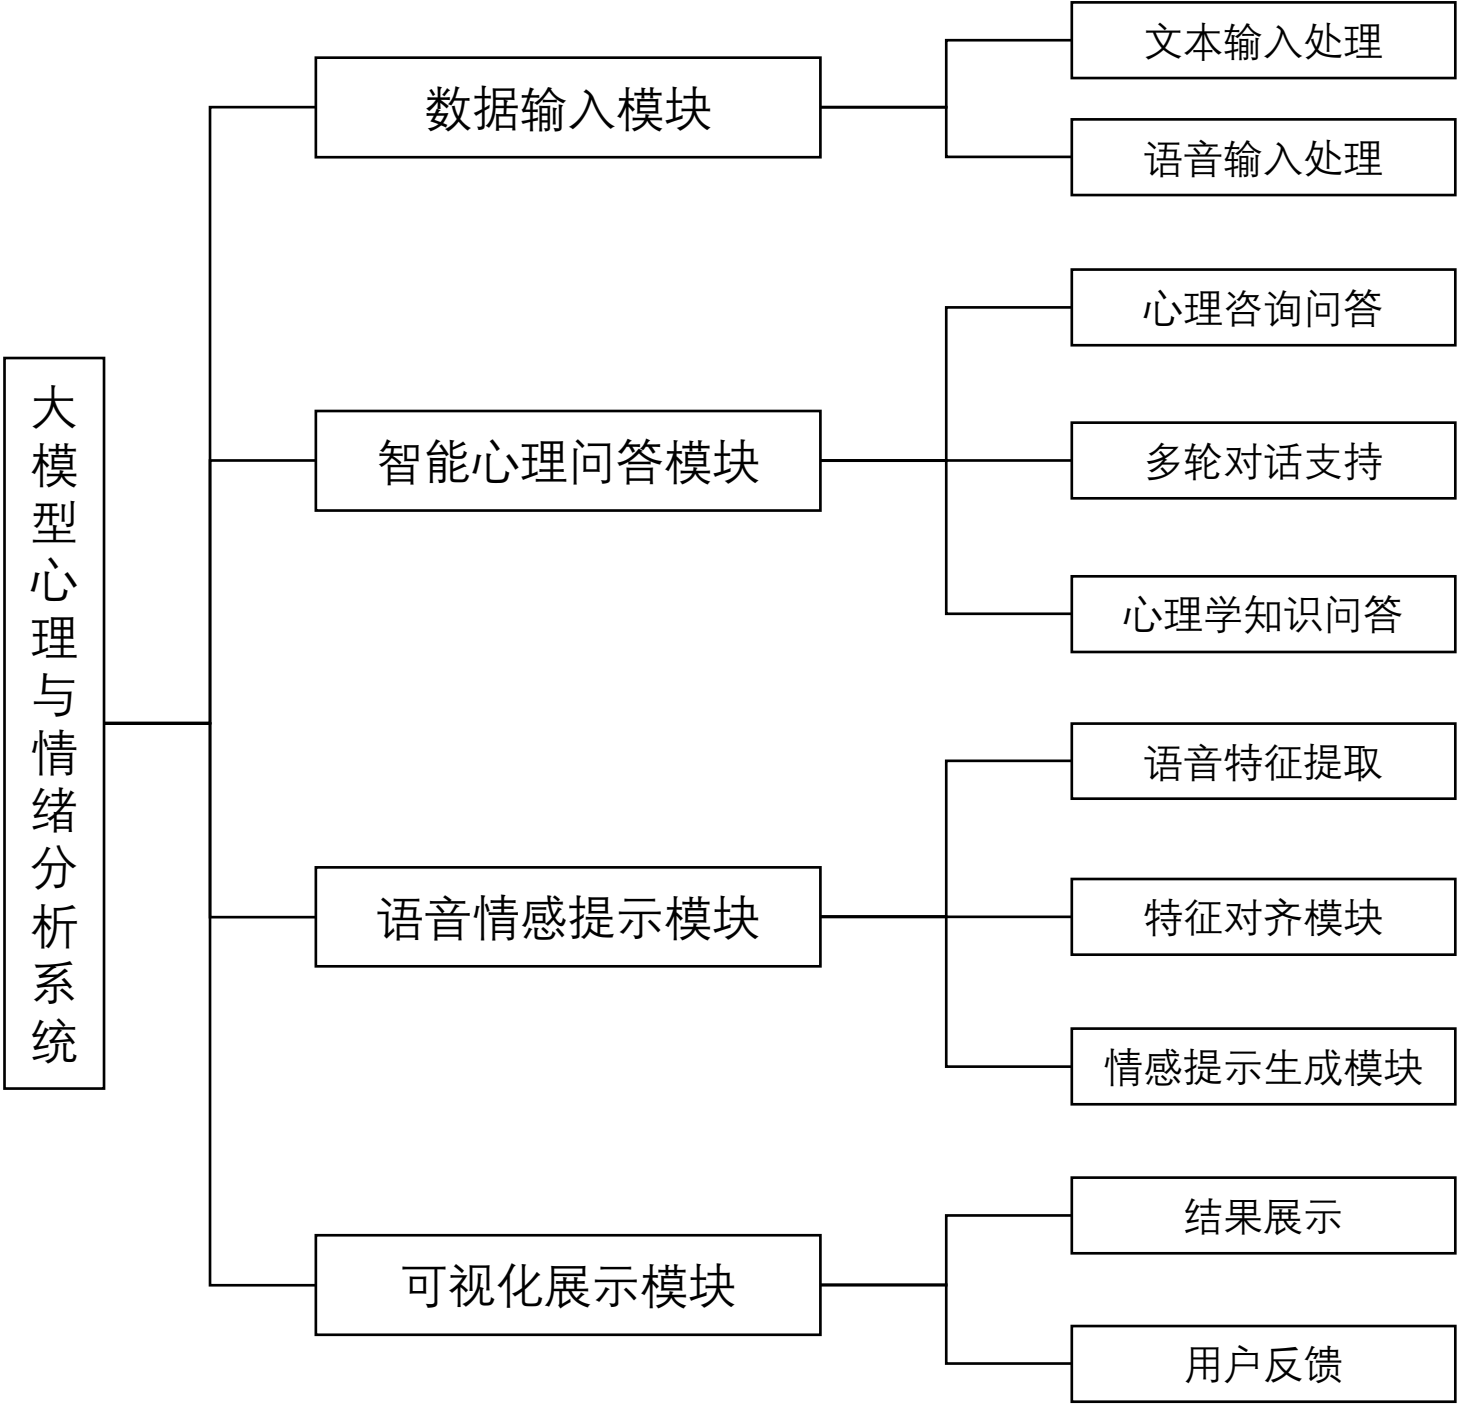 大模型心理与情绪分析系统
数据输入模块
文本输入处理
语音输入处理
智能心理问答模块
心理咨询问答
多轮对话支持
心理学知识问答
语音情感提示模块
语音特征提取
特征对齐模块
情感提示生成模块
可视化展示模块
结果展示
用户反馈